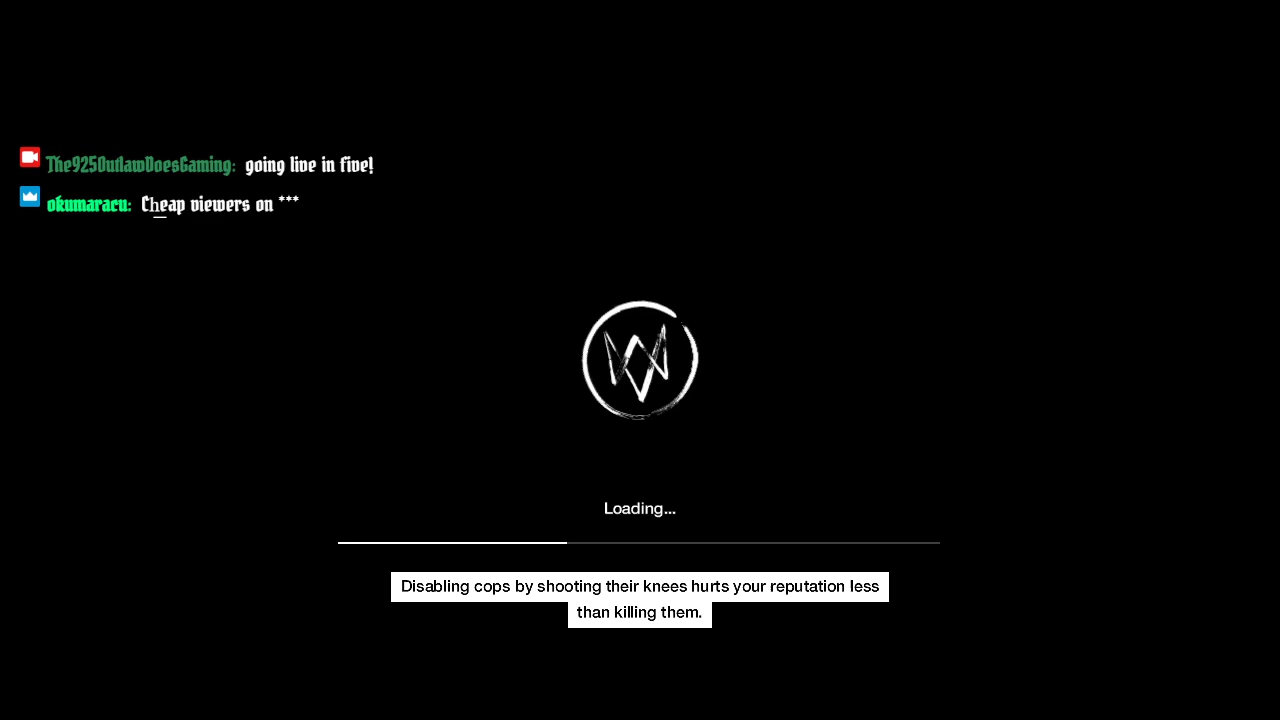 The925OutlawDoesGaming: going live in five!
okumaracu: Cheap viewers on ***
Loading...
Disabling cops by shooting their knees hurts your reputation less
than killing them.